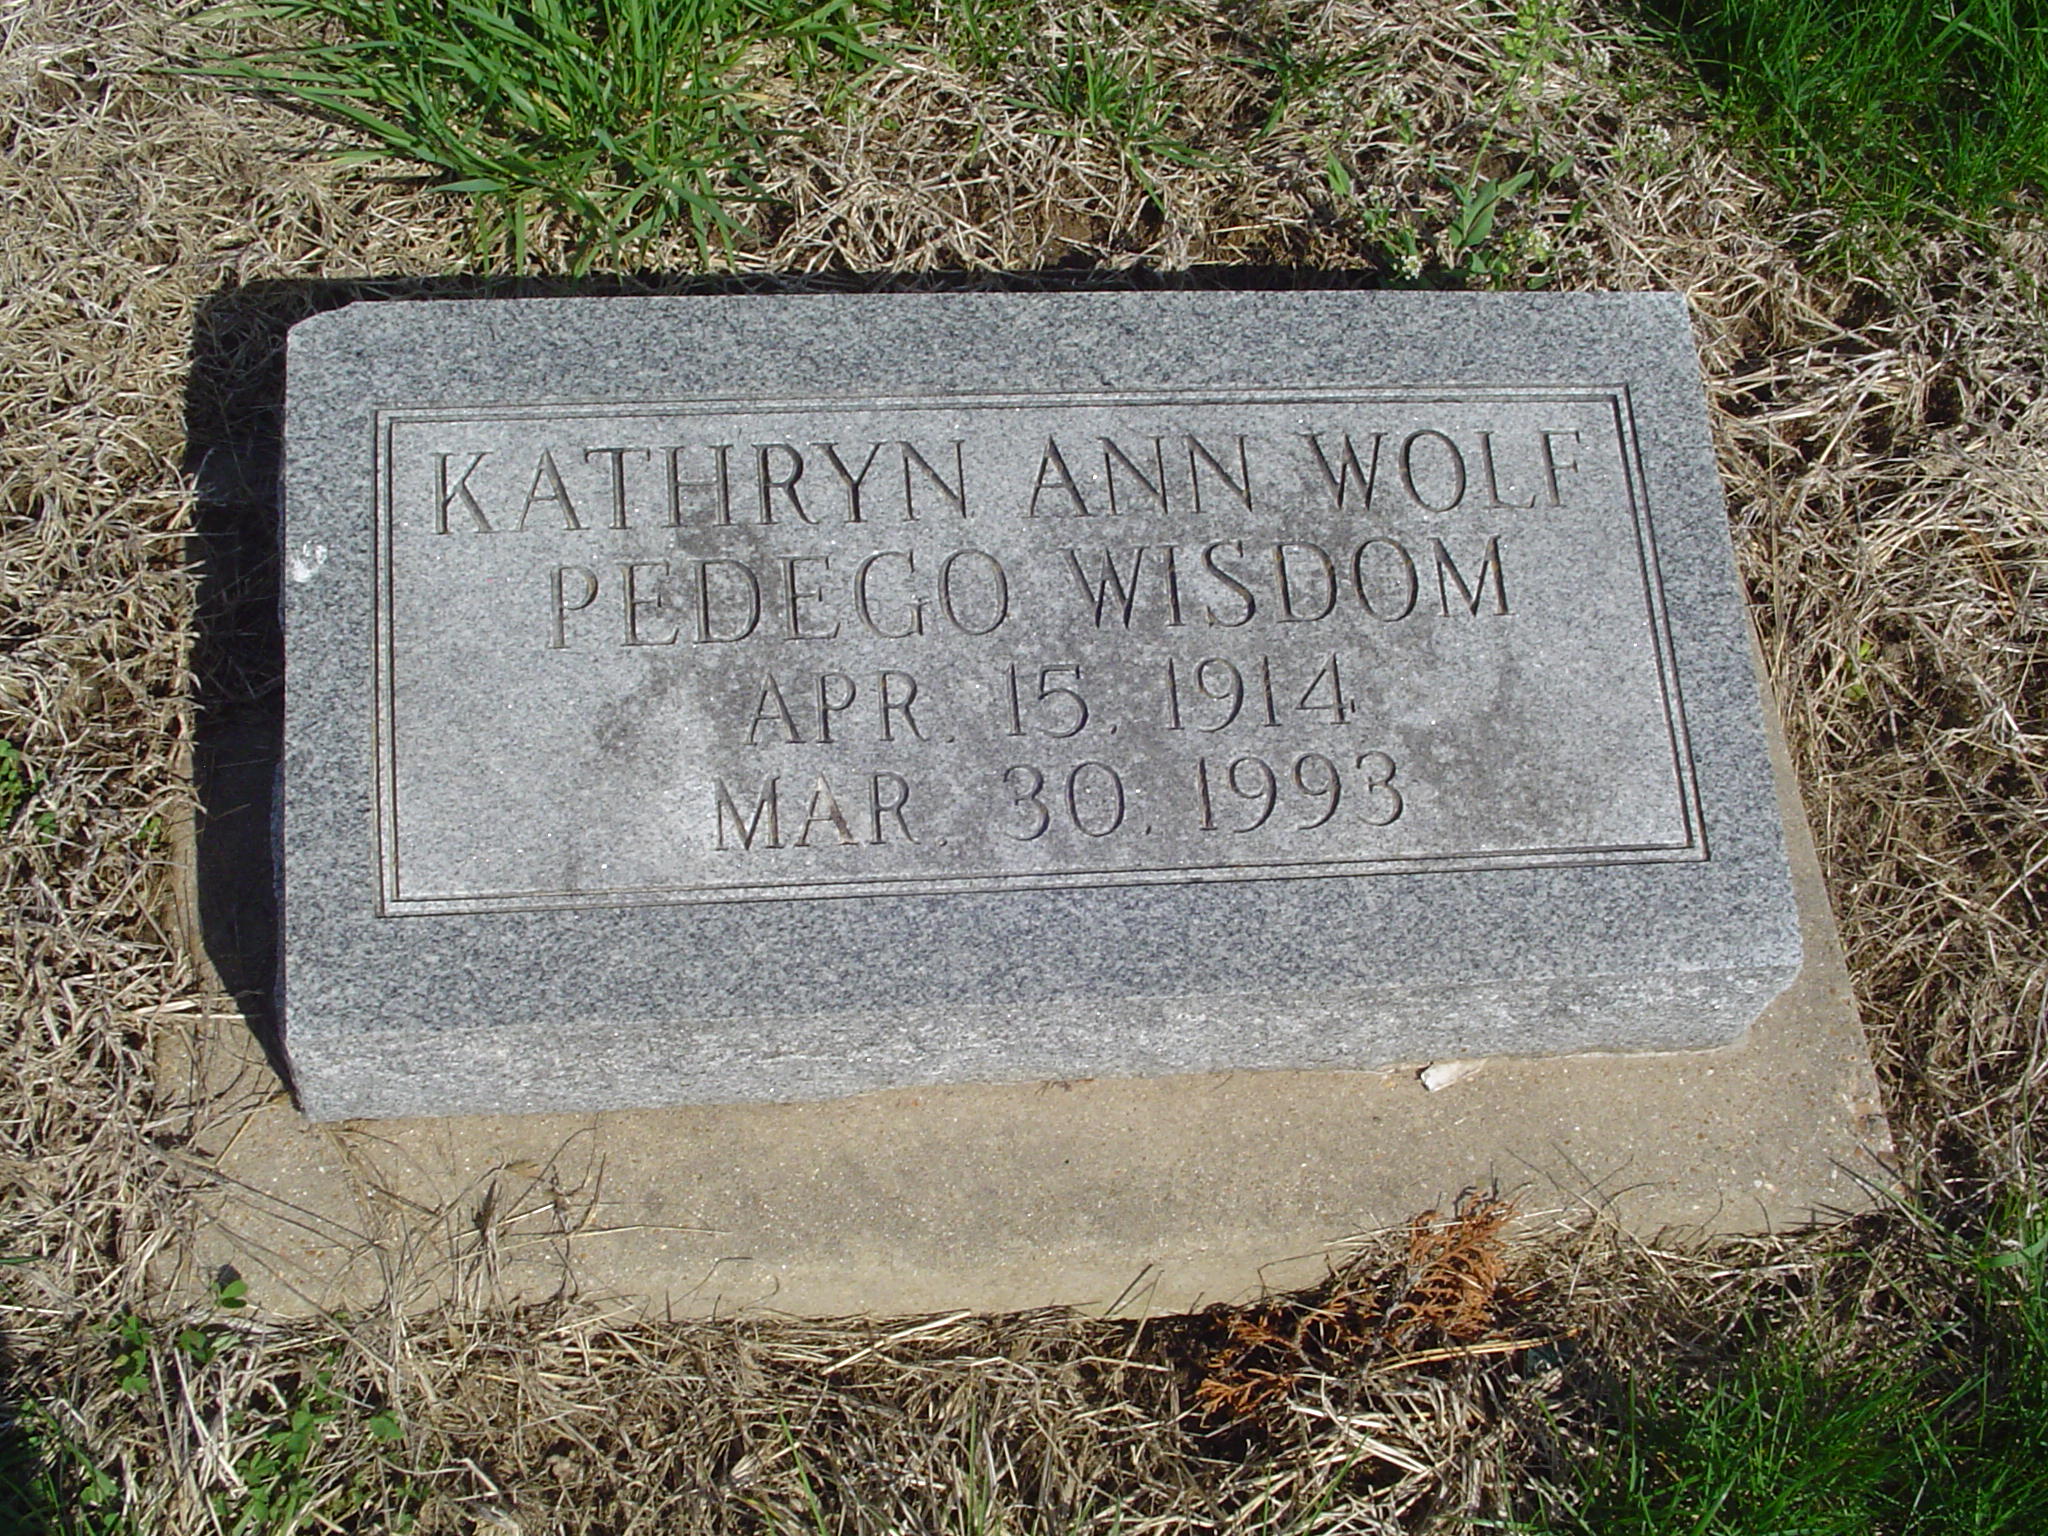 KATHRYN ANN WOLF
PEDEGO WISDOM
APR. 15, 1914
MAR. 30, 1993